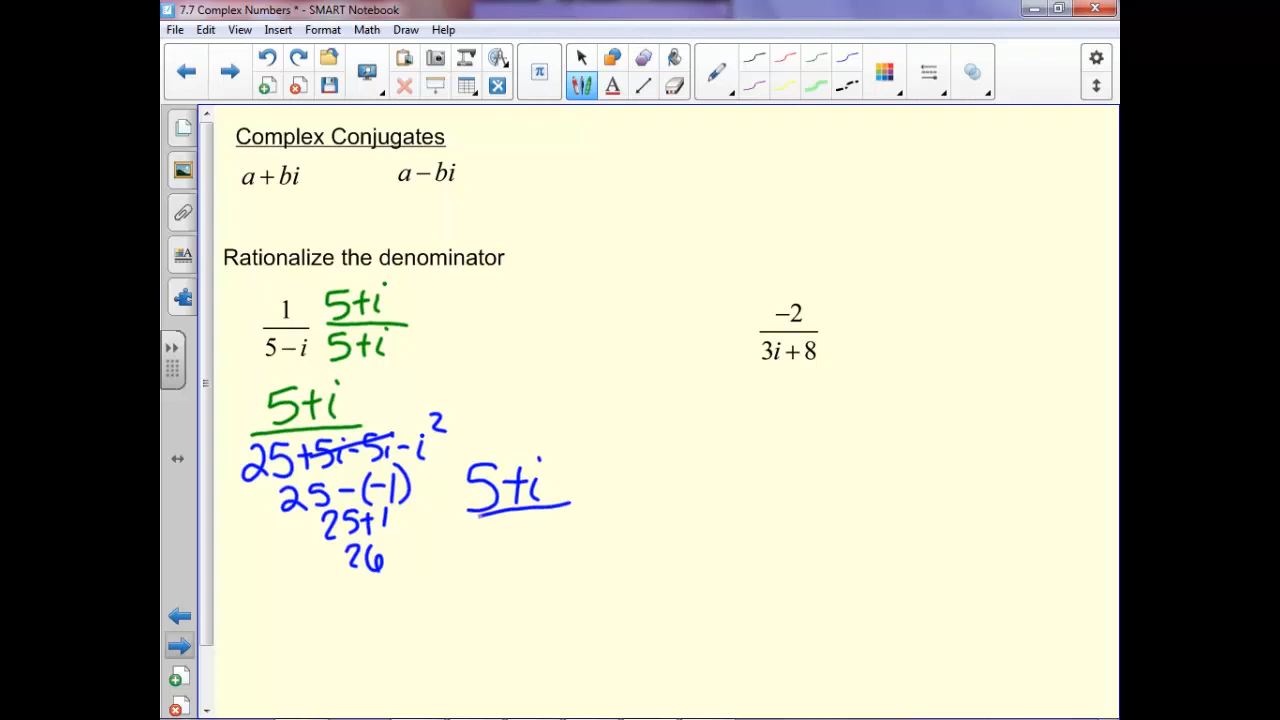 7.7 Complex Numbers * - SMART Notebook
File Edit View Insert Format Math Draw Help
Complex Conjugates
a + bi a − bi
Rationalize the denominator
1
5 − i
5+i
5+i
5+i
25+5i-5i-i²
25-(-1)
25+1
26
5+i
−2
3i + 8